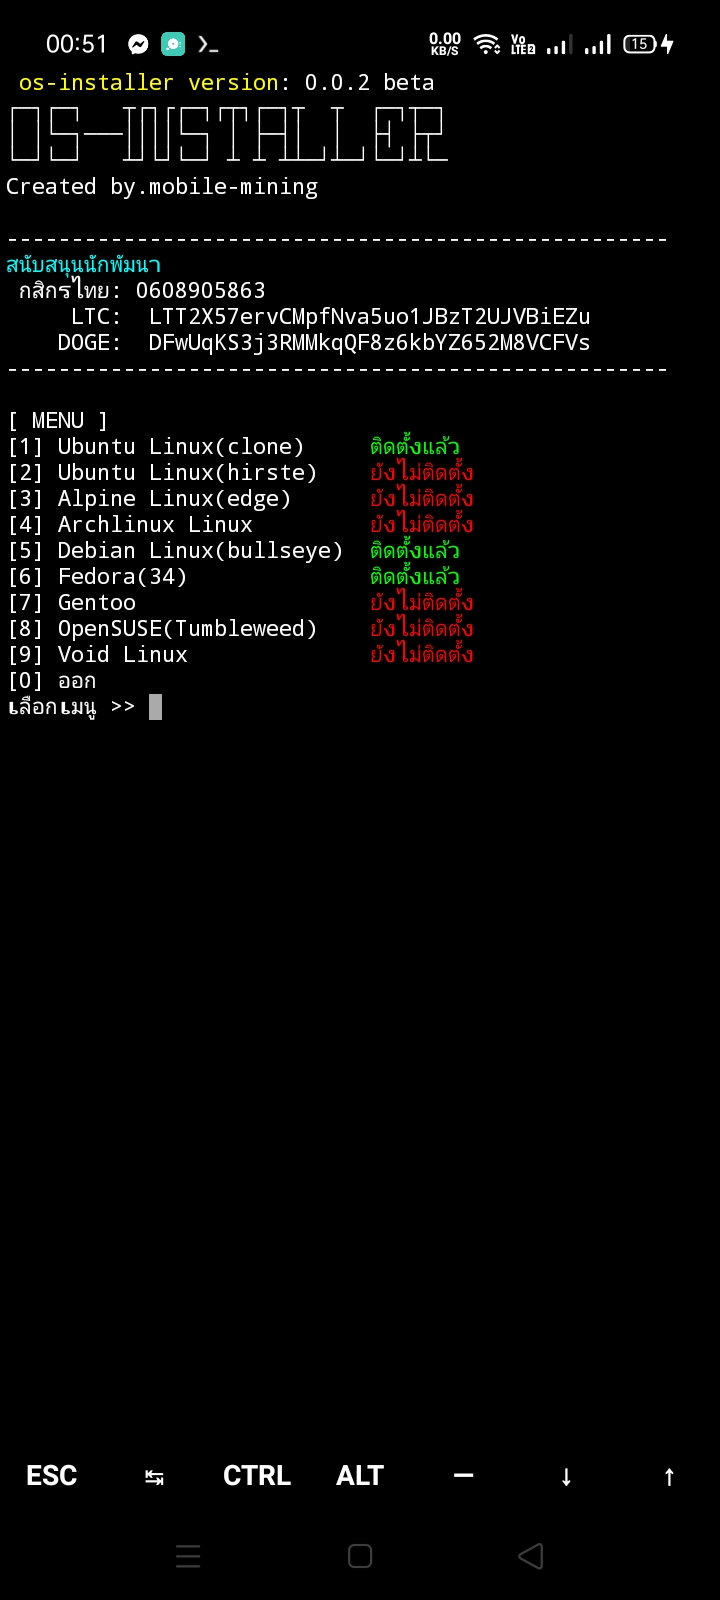 00:51 0.00 KB/S Vo LTE2 15
os-installer version: 0.0.2 beta
OS-INSTALLER
Created by.mobile-mining
---------------------------------------------------
สนับสนุนนักพัมนา
กสิกรไทย: 0608905863
LTC: LTT2X57ervCMpfNva5uo1JBzT2UJVBiEZu
DOGE: DFwUqKS3j3RMMkqQF8z6kbYZ652M8VCFVs
---------------------------------------------------
[ MENU ]
[1] Ubuntu Linux(clone) ติดตั้งแล้ว
[2] Ubuntu Linux(hirste) ยังไม่ติดตั้ง
[3] Alpine Linux(edge) ยังไม่ติดตั้ง
[4] Archlinux Linux ยังไม่ติดตั้ง
[5] Debian Linux(bullseye) ติดตั้งแล้ว
[6] Fedora(34) ติดตั้งแล้ว
[7] Gentoo ยังไม่ติดตั้ง
[8] OpenSUSE(Tumbleweed) ยังไม่ติดตั้ง
[9] Void Linux ยังไม่ติดตั้ง
[0] ออก
เลือกเมนู >>
ESC ↹ CTRL ALT — ↓ ↑